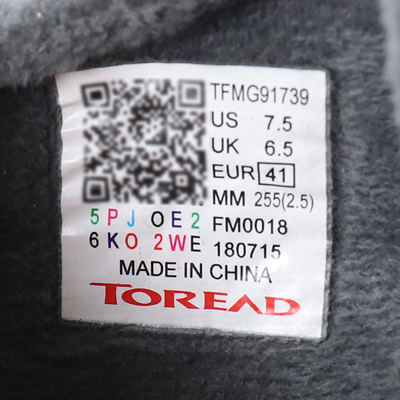 TFMG91739
US 7.5
UK 6.5
EUR 41
MM 255(2.5)
5PJ OE2 FM0018
6KO 2WE 180715
MADE IN CHINA
TOREAD